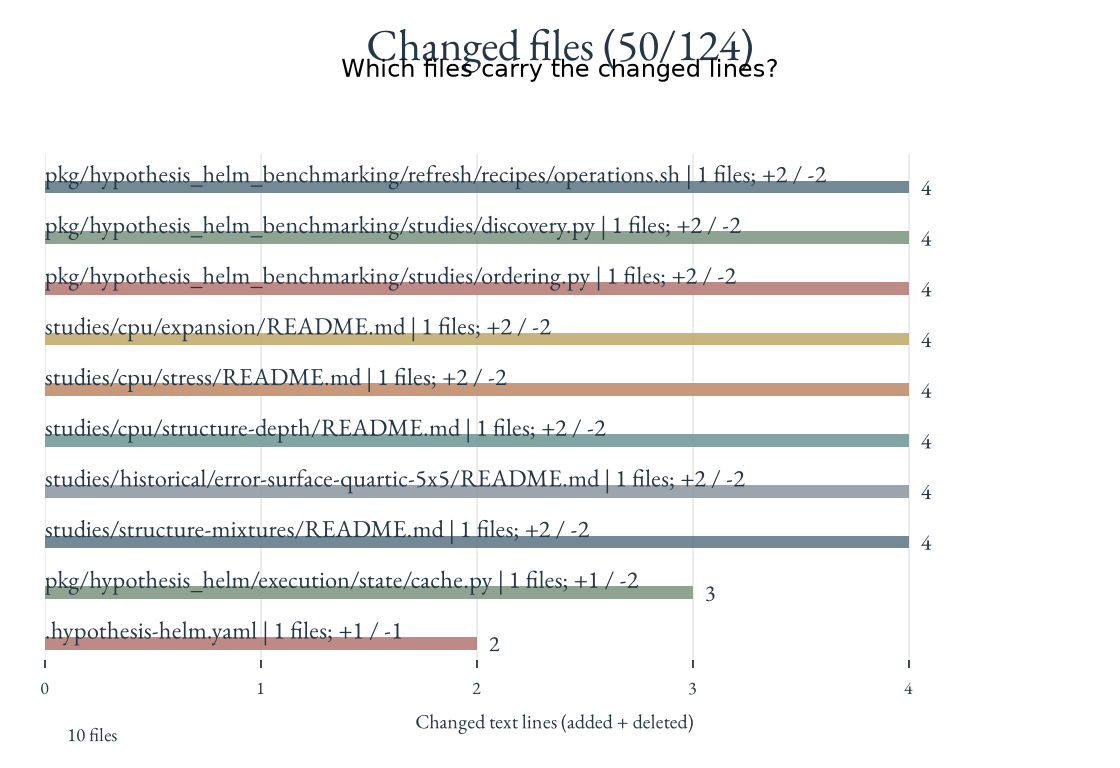 Changed files (50/124)
Which files carry the changed lines?
pkg/hypothesis_helm_benchmarking/refresh/recipes/operations.sh | 1 files; +2 / -2
4
pkg/hypothesis_helm_benchmarking/studies/discovery.py | 1 files; +2 / -2
4
pkg/hypothesis_helm_benchmarking/studies/ordering.py | 1 files; +2 / -2
4
studies/cpu/expansion/README.md | 1 files; +2 / -2
4
studies/cpu/stress/README.md | 1 files; +2 / -2
4
studies/cpu/structure-depth/README.md | 1 files; +2 / -2
4
studies/historical/error-surface-quartic-5x5/README.md | 1 files; +2 / -2
4
studies/structure-mixtures/README.md | 1 files; +2 / -2
4
pkg/hypothesis_helm/execution/state/cache.py | 1 files; +1 / -2
3
.hypothesis-helm.yaml | 1 files; +1 / -1
2
0 1 2 3 4
Changed text lines (added + deleted)
10 files